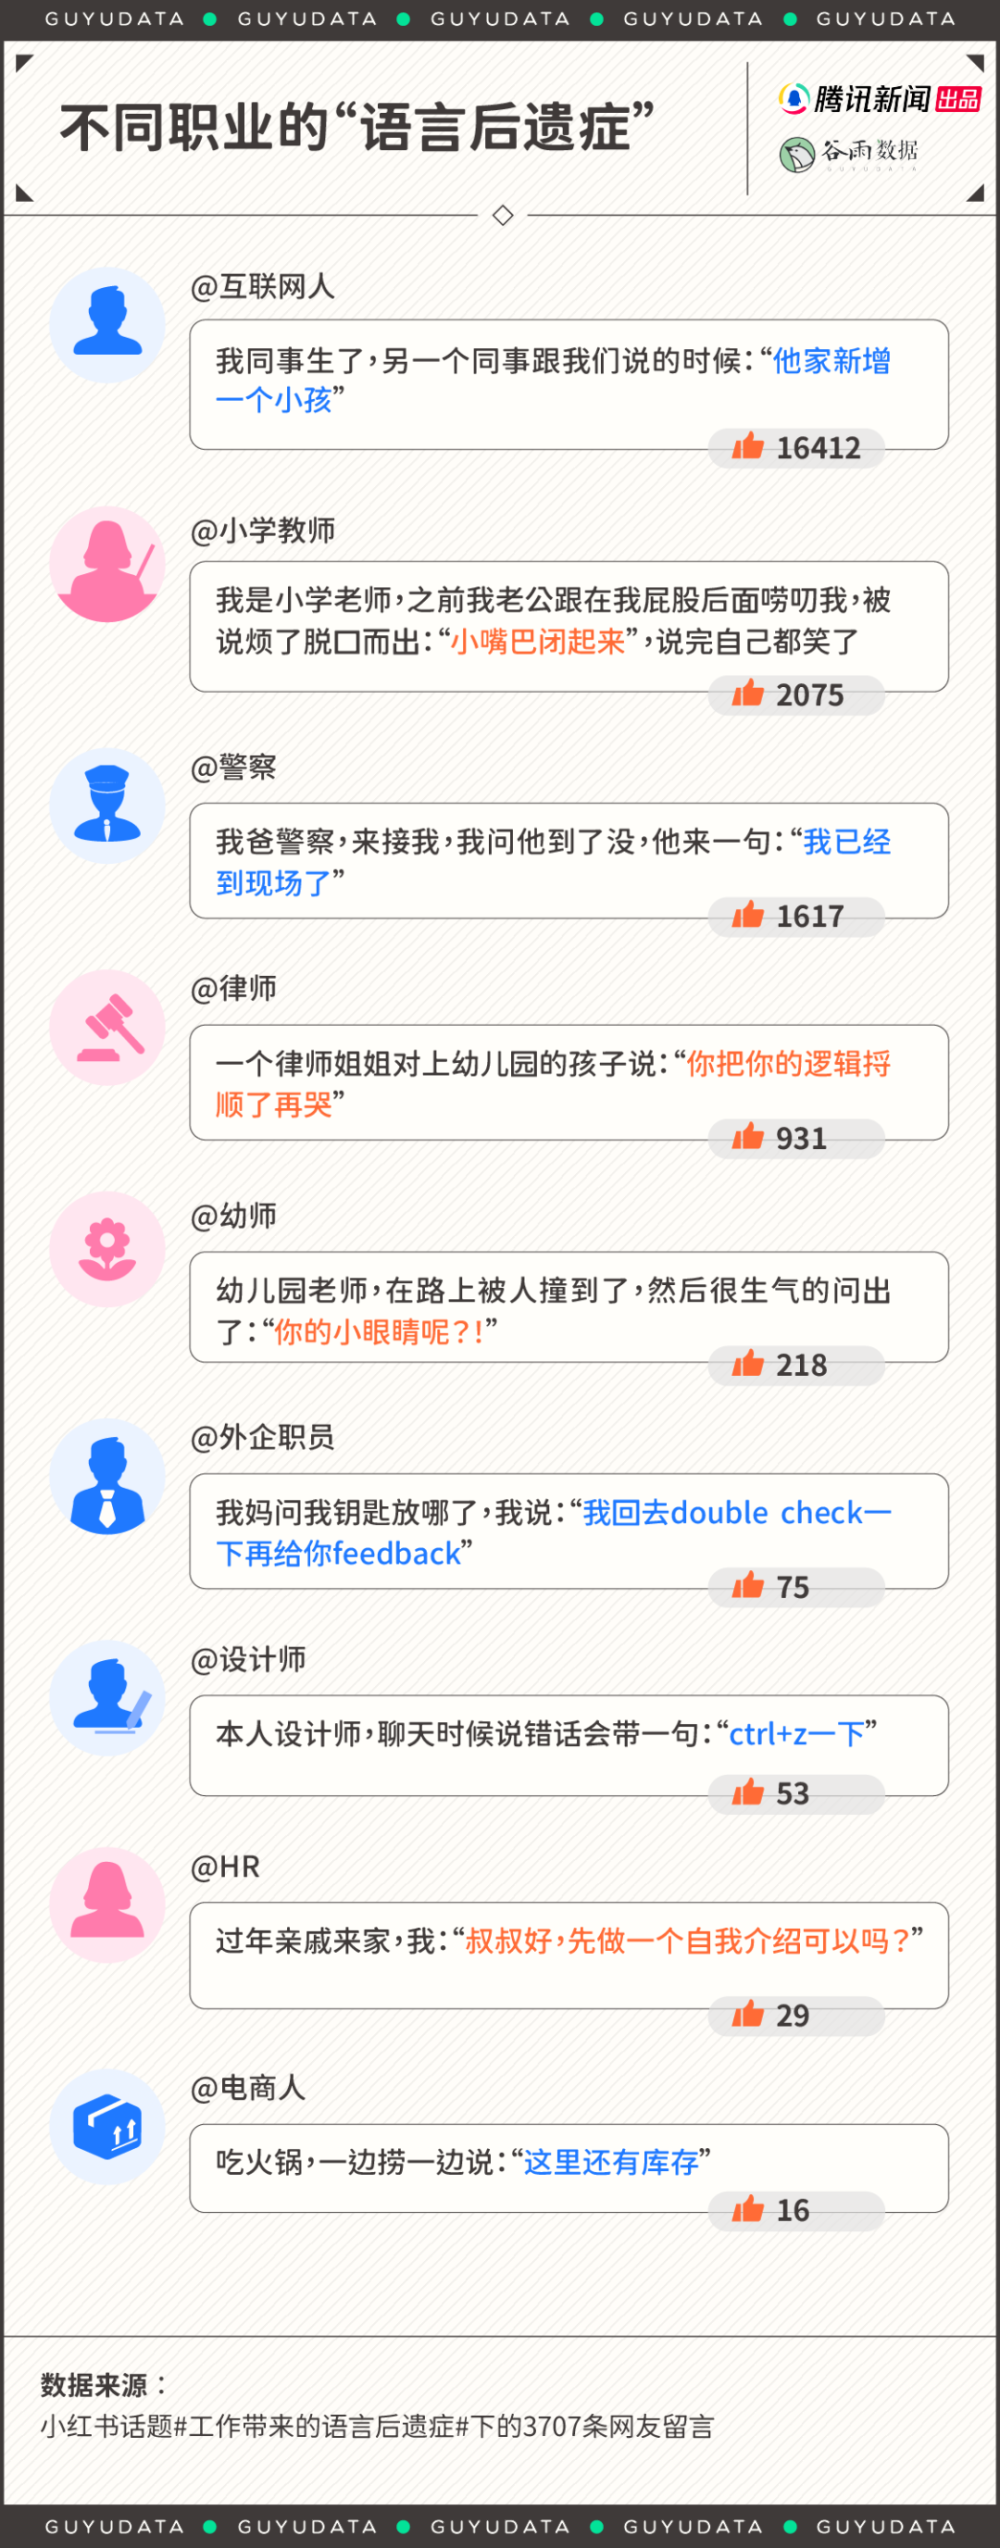 GUYUDATA GUYUDATA GUYUDATA GUYUDATA GUYUDATA
不同职业的“语言后遗症”
腾讯新闻 出品
谷雨数据
GUYUDATA
@互联网人
我同事生了，另一个同事跟我们说的时候：“他家新增
一个小孩”
16412
@小学教师
我是小学老师，之前我老公跟在我屁股后面唠叨我，被
说烦了脱口而出：“小嘴巴闭起来”，说完自己都笑了
2075
@警察
我爸警察，来接我，我问他到了没，他来一句：“我已经
到现场了”
1617
@律师
一个律师姐姐对上幼儿园的孩子说：“你把你的逻辑捋
顺了再哭”
931
@幼师
幼儿园老师，在路上被人撞到了，然后很生气的问出
了：“你的小眼睛呢？！”
218
@外企职员
我妈问我钥匙放哪了，我说：“我回去double check一
下再给你feedback”
75
@设计师
本人设计师，聊天时候说错话会带一句：“ctrl+z一下”
53
@HR
过年亲戚来家，我：“叔叔好，先做一个自我介绍可以吗？”
29
@电商人
吃火锅，一边捞一边说：“这里还有库存”
16
数据来源：
小红书话题#工作带来的语言后遗症#下的3707条网友留言
GUYUDATA GUYUDATA GUYUDATA GUYUDATA GUYUDATA